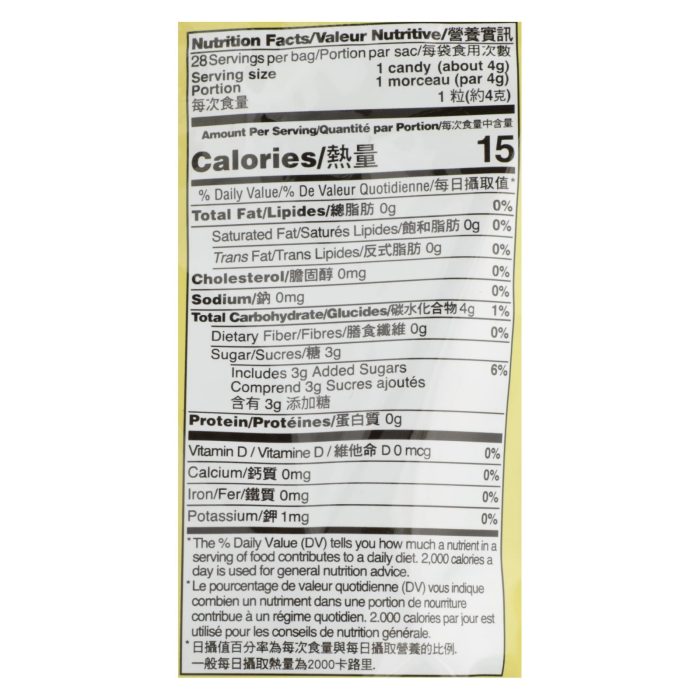 Nutrition Facts/Valeur Nutritive/營養實訊
28 Servings per bag/Portion par sac/每袋食用次數
Serving size 1 candy (about 4g)
Portion 1 morceau (par 4g)
每次食量 1 粒(約4克)
Amount Per Serving/Quantité par Portion/每次食量中含量
Calories/熱量 15
% Daily Value/% De Valeur Quotidienne/每日攝取值*
Total Fat/Lipides/總脂肪 0g 0%
Saturated Fat/Saturés Lipides/飽和脂肪 0g 0%
Trans Fat/Trans Lipides/反式脂肪 0g 0%
Cholesterol/膽固醇 0mg 0%
Sodium/鈉 0mg 0%
Total Carbohydrate/Glucides/碳水化合物 4g 1%
Dietary Fiber/Fibres/膳食纖維 0g 0%
Sugar/Sucres/糖 3g
Includes 3g Added Sugars 6%
Comprend 3g Sucres ajoutés
含有 3g 添加糖
Protein/Protéines/蛋白質 0g
Vitamin D / Vitamine D / 維他命 D 0 mcg 0%
Calcium/鈣質 0mg 0%
Iron/Fer/鐵質 0mg 0%
Potassium/鉀 1mg 0%
*The % Daily Value (DV) tells you how much a nutrient in a
serving of food contributes to a daily diet. 2,000 calories a
day is used for general nutrition advice.
*Le pourcentage de valeur quotidienne (DV) vous indique
combien un nutriment dans une portion de nourriture
contribue à un régime quotidien. 2.000 calories par jour est
utilisé pour les conseils de nutrition générale.
*日攝值百分率為每次食量與每日攝取營養的比例.
一般每日攝取熱量為2000卡路里.